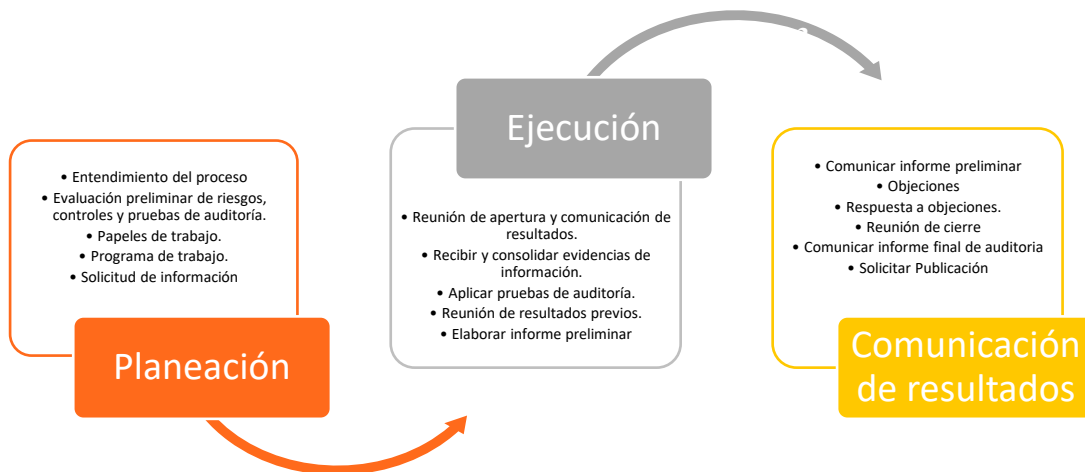 • Entendimiento del proceso
• Evaluación preliminar de riesgos,
controles y pruebas de auditoría.
• Papeles de trabajo.
• Programa de trabajo.
• Solicitud de información
Planeación
Ejecución
• Reunión de apertura y comunicación de
resultados.
• Recibir y consolidar evidencias de
información.
• Aplicar pruebas de auditoría.
• Reunión de resultados previos.
• Elaborar informe preliminar
• Comunicar informe preliminar
• Objeciones
• Respuesta a objeciones.
• Reunión de cierre
• Comunicar informe final de auditoria
• Solicitar Publicación
Comunicación
de resultados